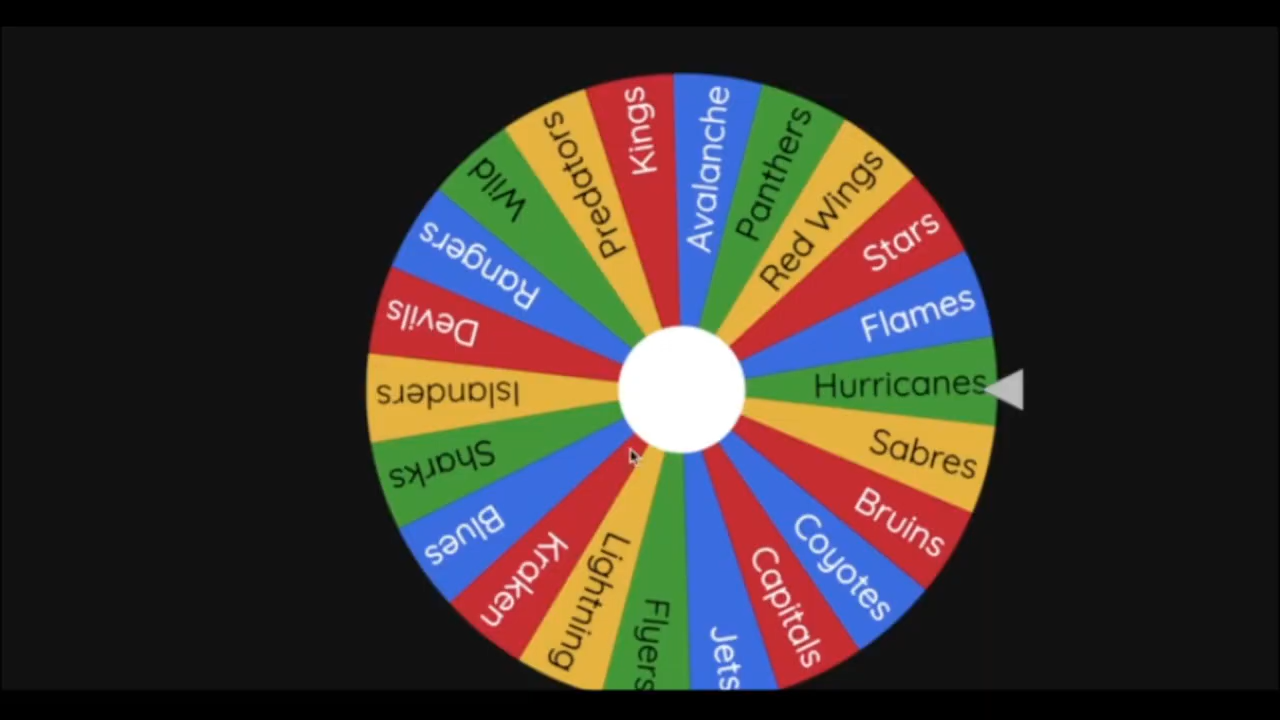 Kings
Avalanche
Panthers
Red Wings
Stars
Flames
Hurricanes
Sabres
Bruins
Coyotes
Capitals
Jets
Flyers
Lightning
Kraken
Blues
Sharks
Islanders
Devils
Rangers
Wild
Predators